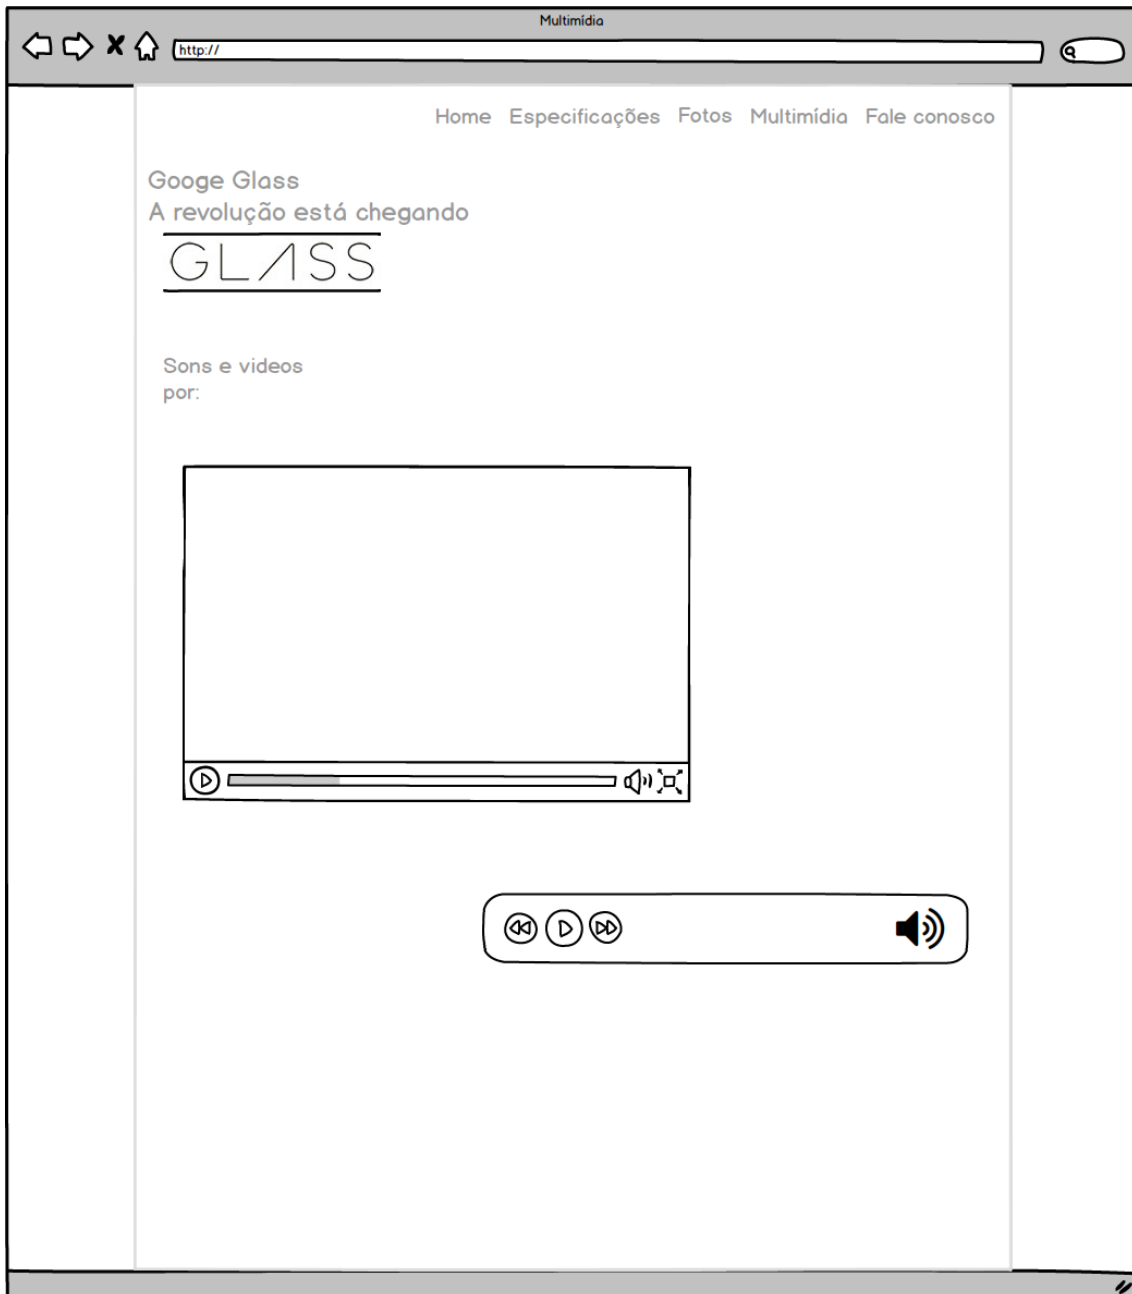 Multimídia
http://
Home Especificações Fotos Multimídia Fale conosco
Googe Glass
A revolução está chegando
GLASS
Sons e videos
por: